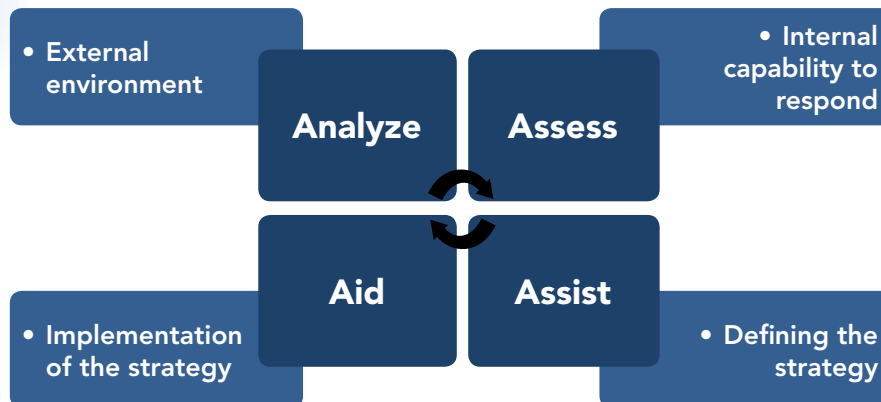 • External
environment
Analyze
Assess
• Internal
capability to
respond
Aid
Assist
• Implementation
of the strategy
• Defining the
strategy